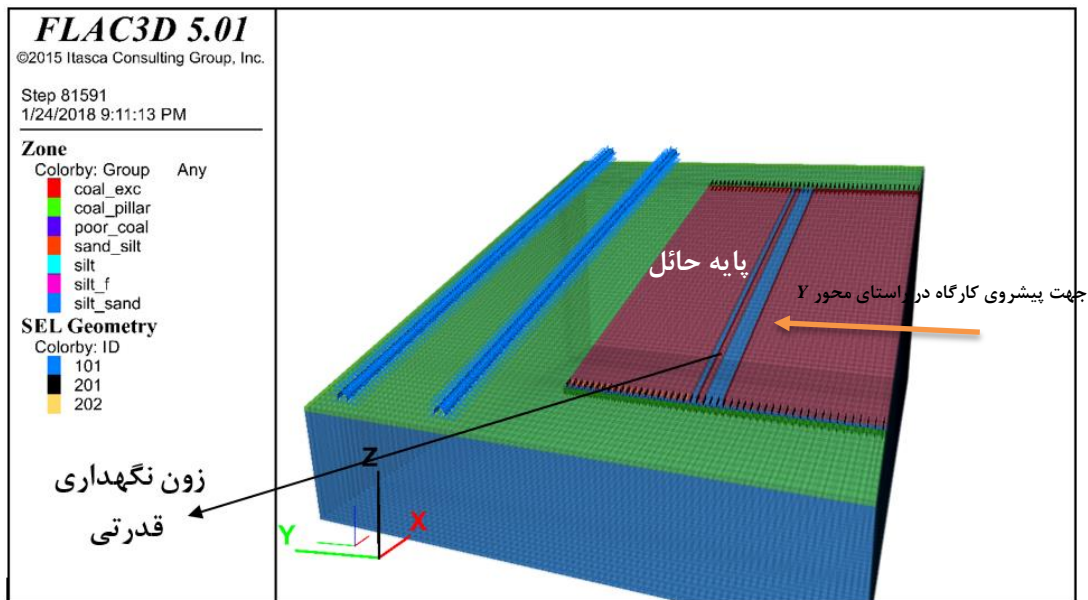 FLAC3D 5.01
©2015 Itasca Consulting Group, Inc.
Step 81591
1/24/2018 9:11:13 PM
Zone
Colorby: Group Any
coal_exc
coal_pillar
poor_coal
sand_silt
silt
silt_f
silt_sand
SEL Geometry
Colorby: ID
101
201
202
زون نگهداری
قدرتی
پایه حائل
جهت پیشروی کارگاه در راستای محور Y
Z
X
Y